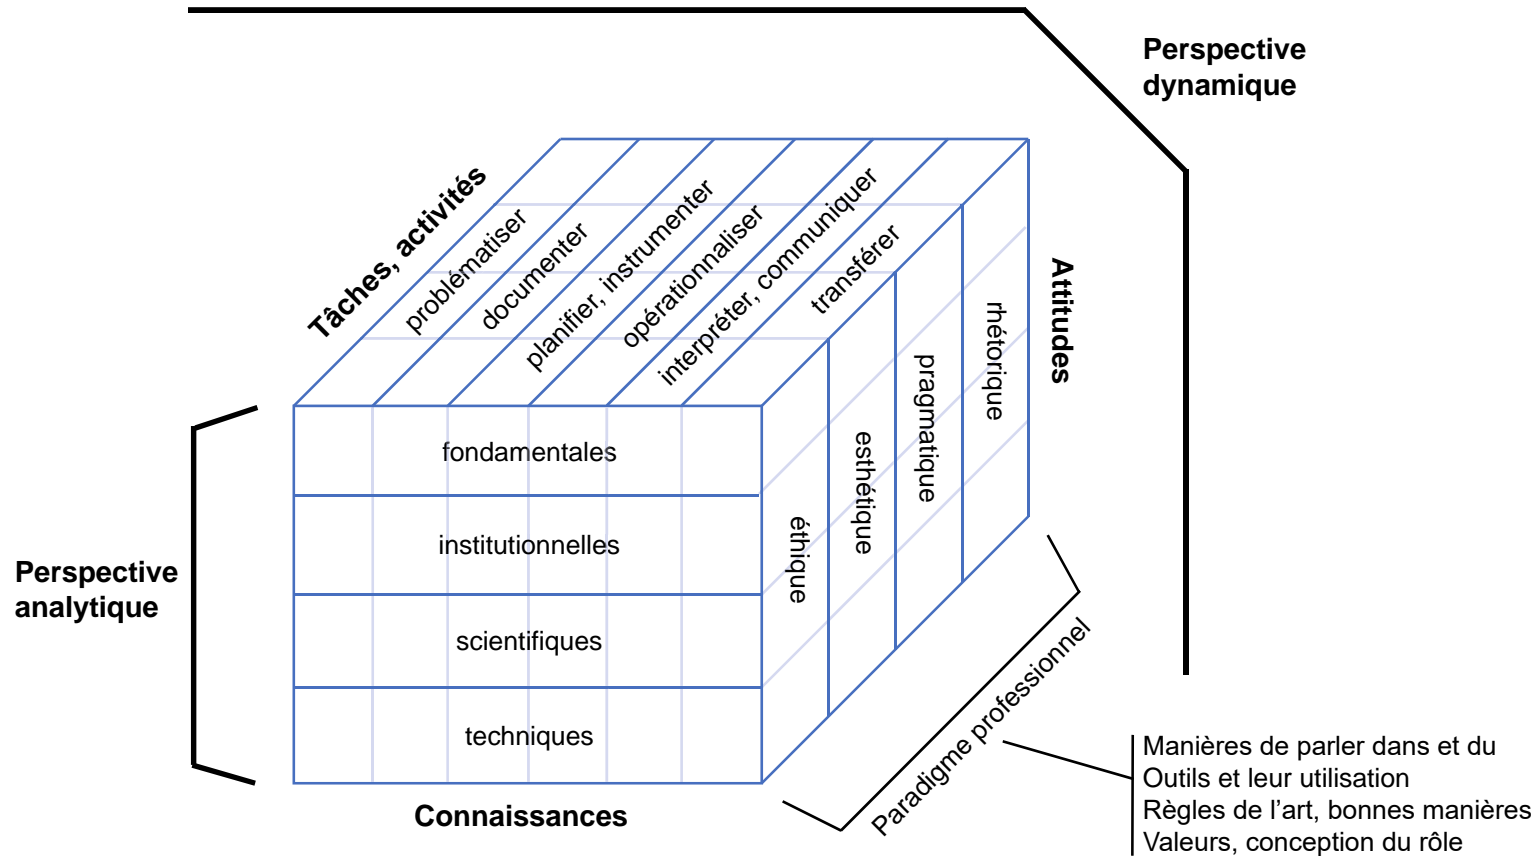 Perspective
dynamique
Tâches, activités
problématiser
documenter
planifier, instrumenter
opérationnaliser
interpréter, communiquer
transférer
Attitudes
rhétorique
pragmatique
esthétique
éthique
fondamentales
institutionnelles
scientifiques
techniques
Perspective
analytique
Connaissances
Paradigme professionnel
Manières de parler dans et du
Outils et leur utilisation
Règles de l’art, bonnes manières
Valeurs, conception du rôle